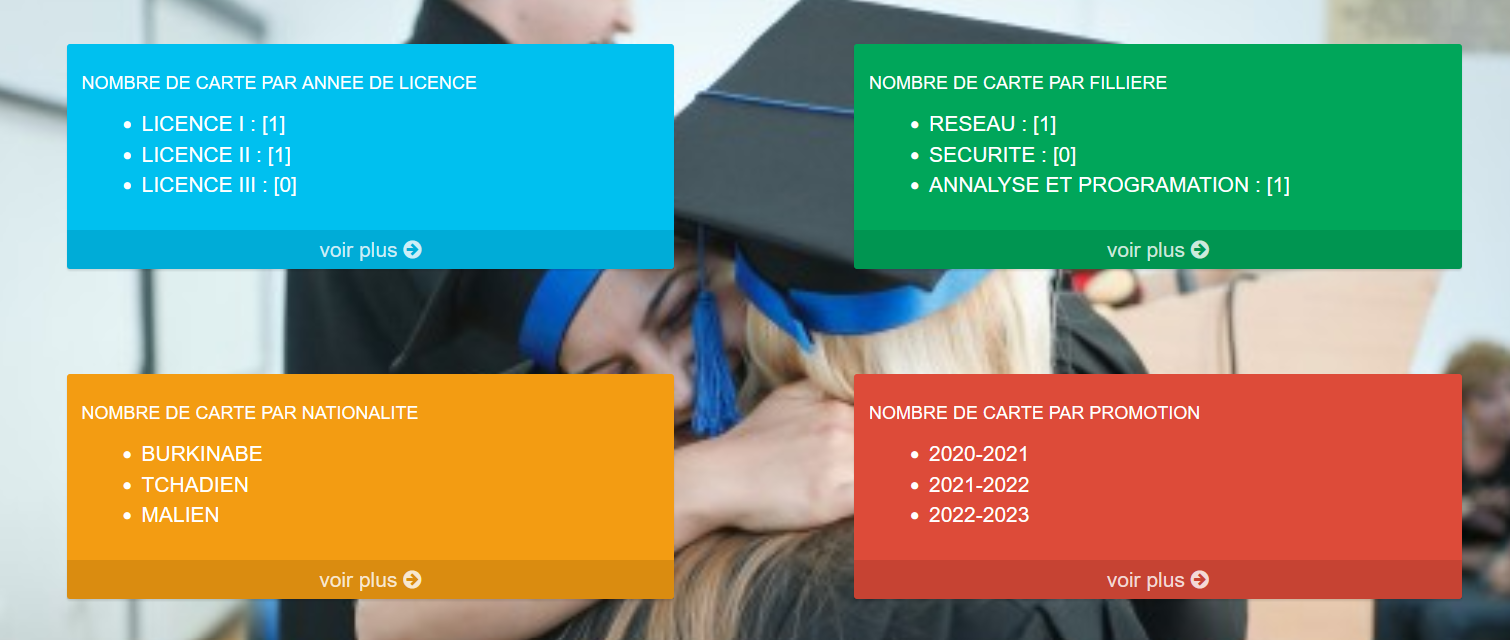 NOMBRE DE CARTE PAR ANNEE DE LICENCE
LICENCE I : [1]
LICENCE II : [1]
LICENCE III : [0]
voir plus
NOMBRE DE CARTE PAR FILLIERE
RESEAU : [1]
SECURITE : [0]
ANNALYSE ET PROGRAMATION : [1]
voir plus
NOMBRE DE CARTE PAR NATIONALITE
BURKINABE
TCHADIEN
MALIEN
voir plus
NOMBRE DE CARTE PAR PROMOTION
2020-2021
2021-2022
2022-2023
voir plus